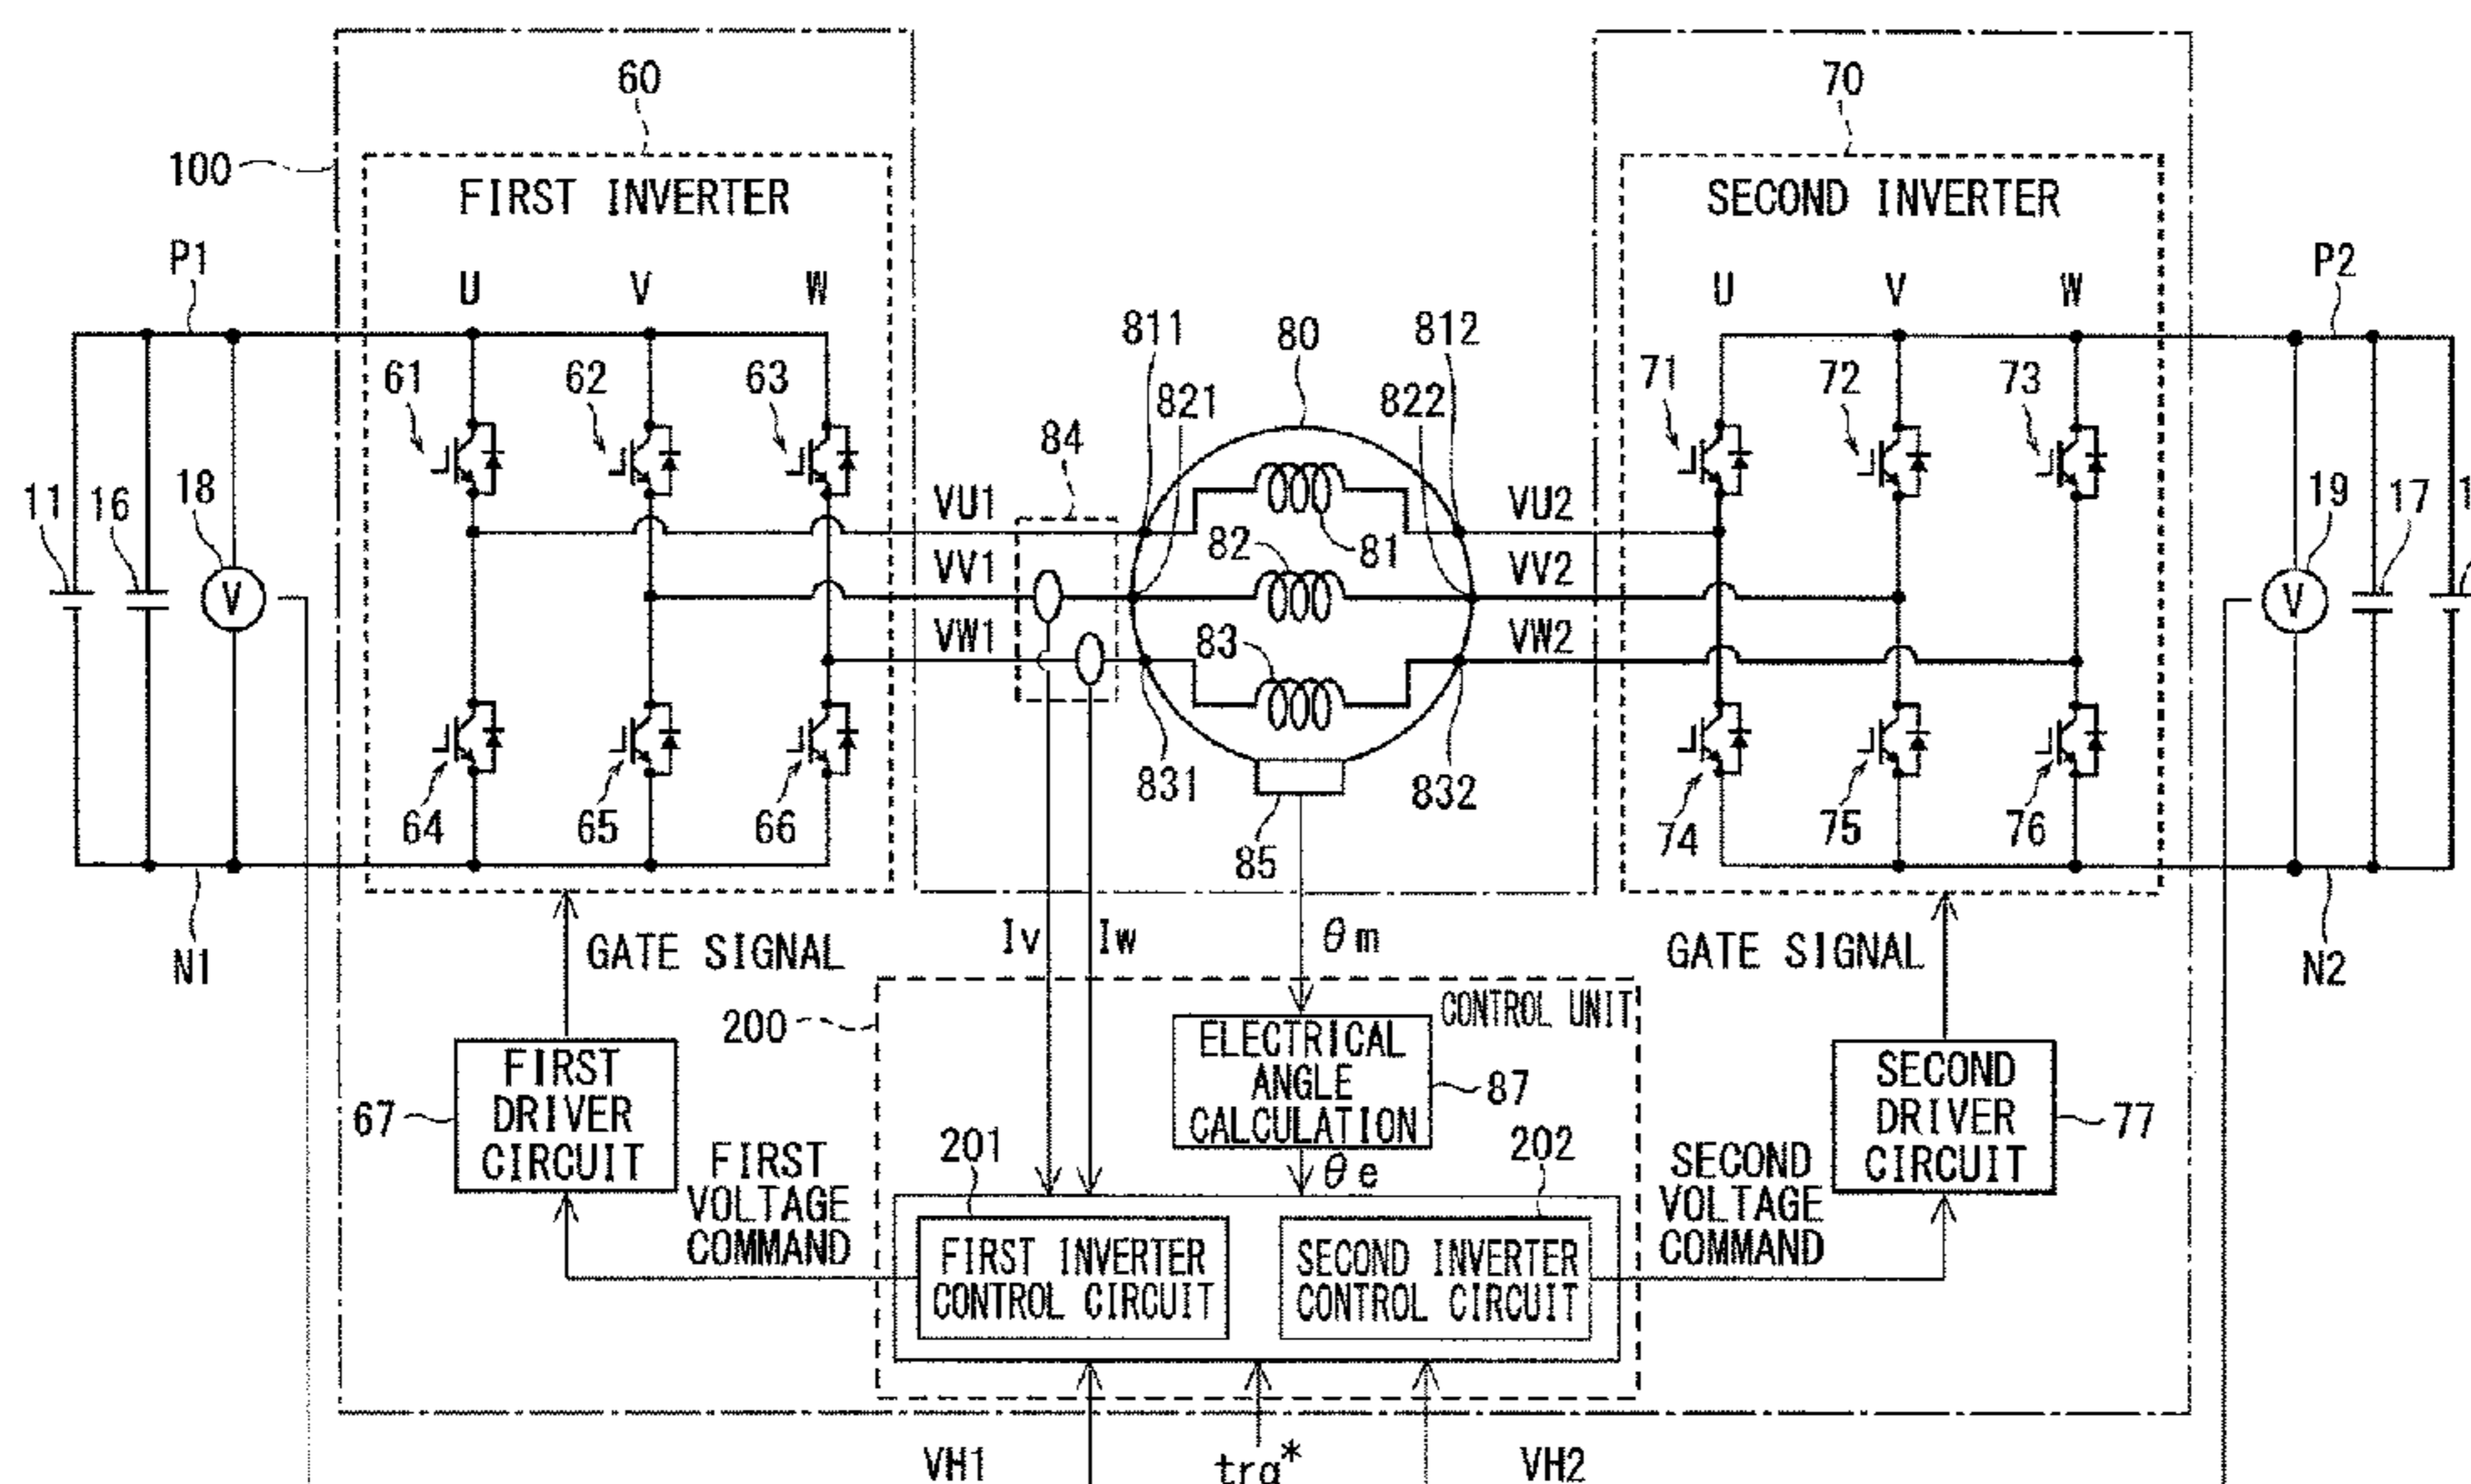 60
70
100
FIRST INVERTER
SECOND INVERTER
P1
P2
U V W
U V W
811
80
812
61
62
63
821
822
71
72
73
84
11
16
18
VU1
VU2
19
17
82
81
V
VV1
VV2
V
VW1
83
VW2
64
65
66
831
832
74
75
76
85
N1
GATE SIGNAL
Iv
Iw
θm
GATE SIGNAL
N2
200
CONTROL UNIT
FIRST
DRIVER
CIRCUIT
67
ELECTRICAL
ANGLE
CALCULATION
87
SECOND
DRIVER
CIRCUIT
77
FIRST
VOLTAGE
COMMAND
201
θe
202
SECOND
VOLTAGE
COMMAND
FIRST INVERTER
CONTROL CIRCUIT
SECOND INVERTER
CONTROL CIRCUIT
VH1
trq*
VH2